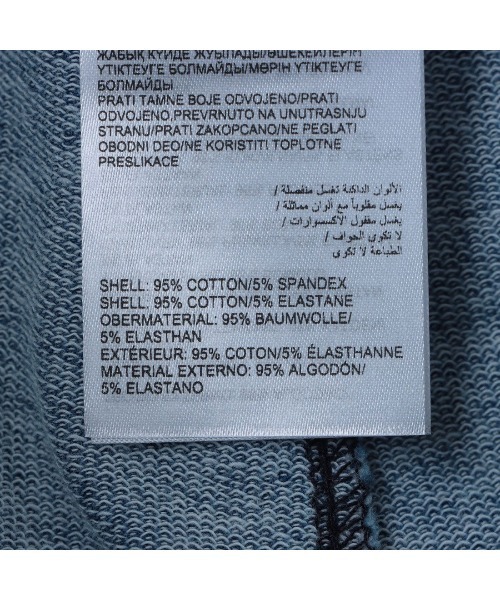 ЖАБЫҚ КҮЙДЕ ЖУЫЛАДЫ/ӨШЕКЕЙЛЕРІН
ҮТІКТЕУГЕ БОЛМАЙДЫ/МӨРІН ҮТІКТЕУГЕ
БОЛМАЙДЫ
PRATI TAMNE BOJE ODVOJENO/PRATI
ODVOJENO,PREVRNUTO NA UNUTRASNJU
STRANU/PRATI ZAKOPCANO/NE PEGLATI
OBODNI DEO/NE KORISTITI TOPLOTNE
PRESLIKACE
الألوان الداكنة تغسل منفصلة /
يغسل مقلوباً مع ألوان مماثلة /
يغسل مقفول الاكسسوارات /
لا تكوى الحواف /
الطباعة لا تكوى
SHELL: 95% COTTON/5% SPANDEX
SHELL: 95% COTTON/5% ELASTANE
OBERMATERIAL: 95% BAUMWOLLE/
5% ELASTHAN
EXTÉRIEUR: 95% COTON/5% ÉLASTHANNE
MATERIAL EXTERNO: 95% ALGODÓN/
5% ELASTANO